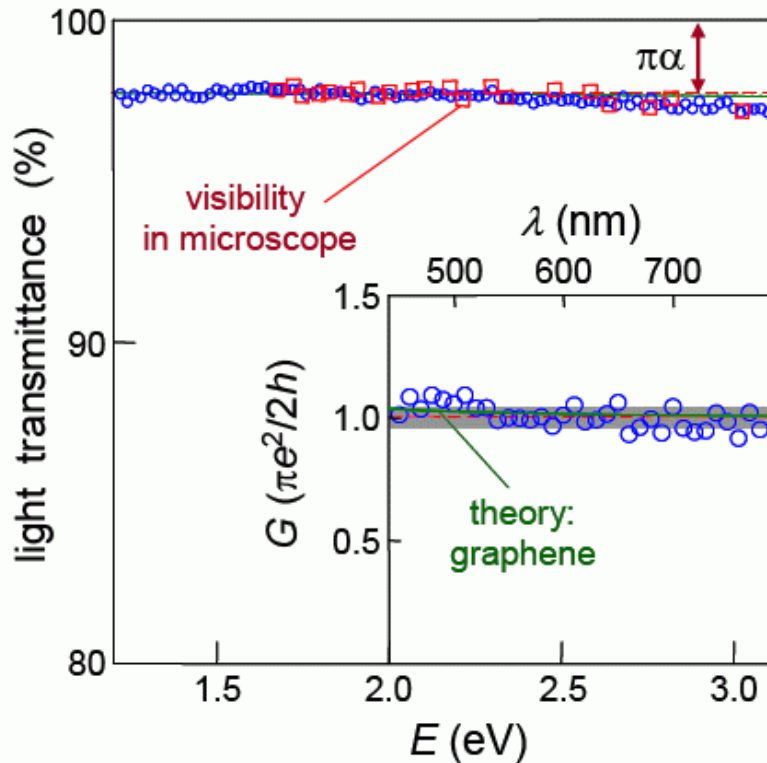 100
πα
light transmittance (%)
visibility
in microscope
λ (nm)
500 600 700
1.5
90
G (πe²/2h)
1.0
theory:
graphene
0.5
80
1.5 2.0 2.5 3.0
E (eV)